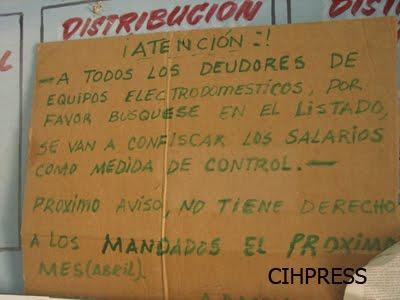 DISTRIBUCIÓN
¡ATENCIÓN:!
—A TODOS LOS DEUDORES DE
EQUIPOS ELECTRODOMESTICOS, POR
FAVOR BUSQUESE EN EL LISTADO,
SE VAN A CONFISCAR LOS SALARIOS
COMO MEDIDA DE CONTROL.—
PROXIMO AVISO, NO TIENE DERECHO
A LOS MANDADOS EL PROXIMO
MES(ABRIL).
CIHPRESS